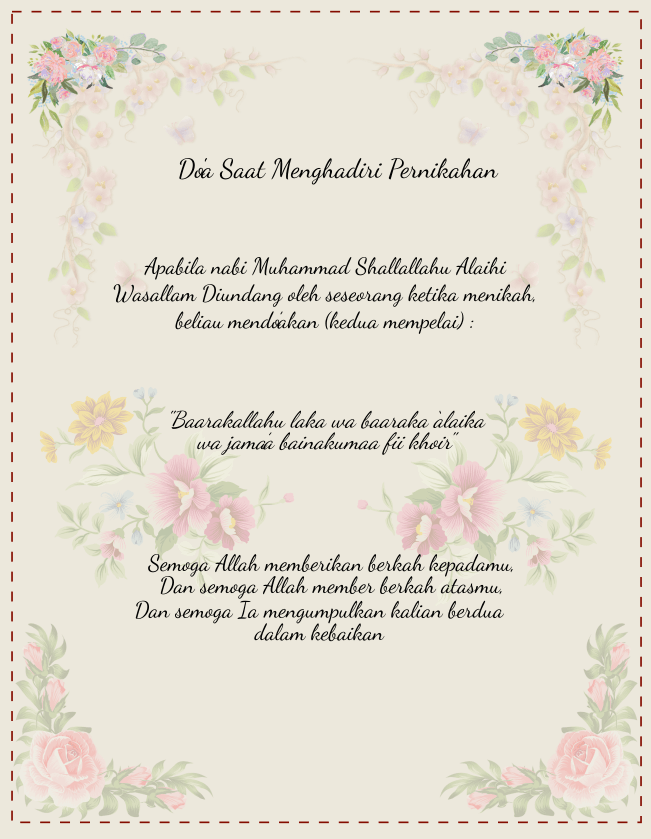 Do'a Saat Menghadiri Pernikahan
Apabila nabi Muhammad Shallallahu Alaihi
Wasallam Diundang oleh seseorang ketika menikah,
beliau mendo'akan (kedua mempelai) :
"Baarakallahu laka wa baaraka a'laika
wa jama'a bainakumaa fii khoir"
Semoga Allah memberikan berkah kepadamu,
Dan semoga Allah member berkah atasmu,
Dan semoga Ia mengumpulkan kalian berdua
dalam kebaikan